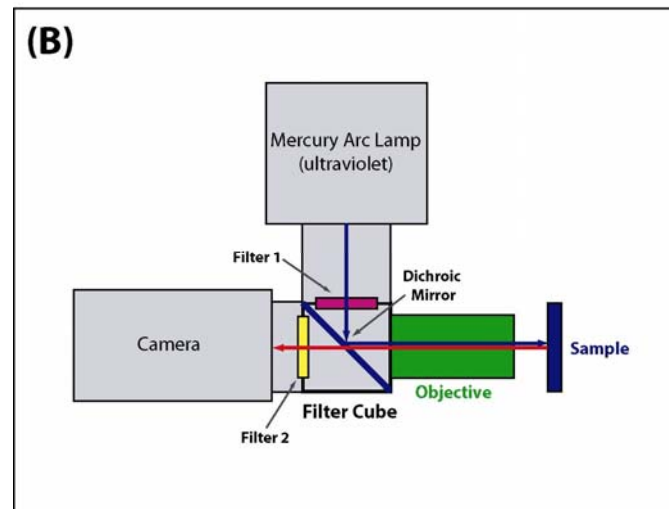 (B)
Mercury Arc Lamp
(ultraviolet)
Filter 1
Dichroic
Mirror
Camera
Sample
Objective
Filter Cube
Filter 2